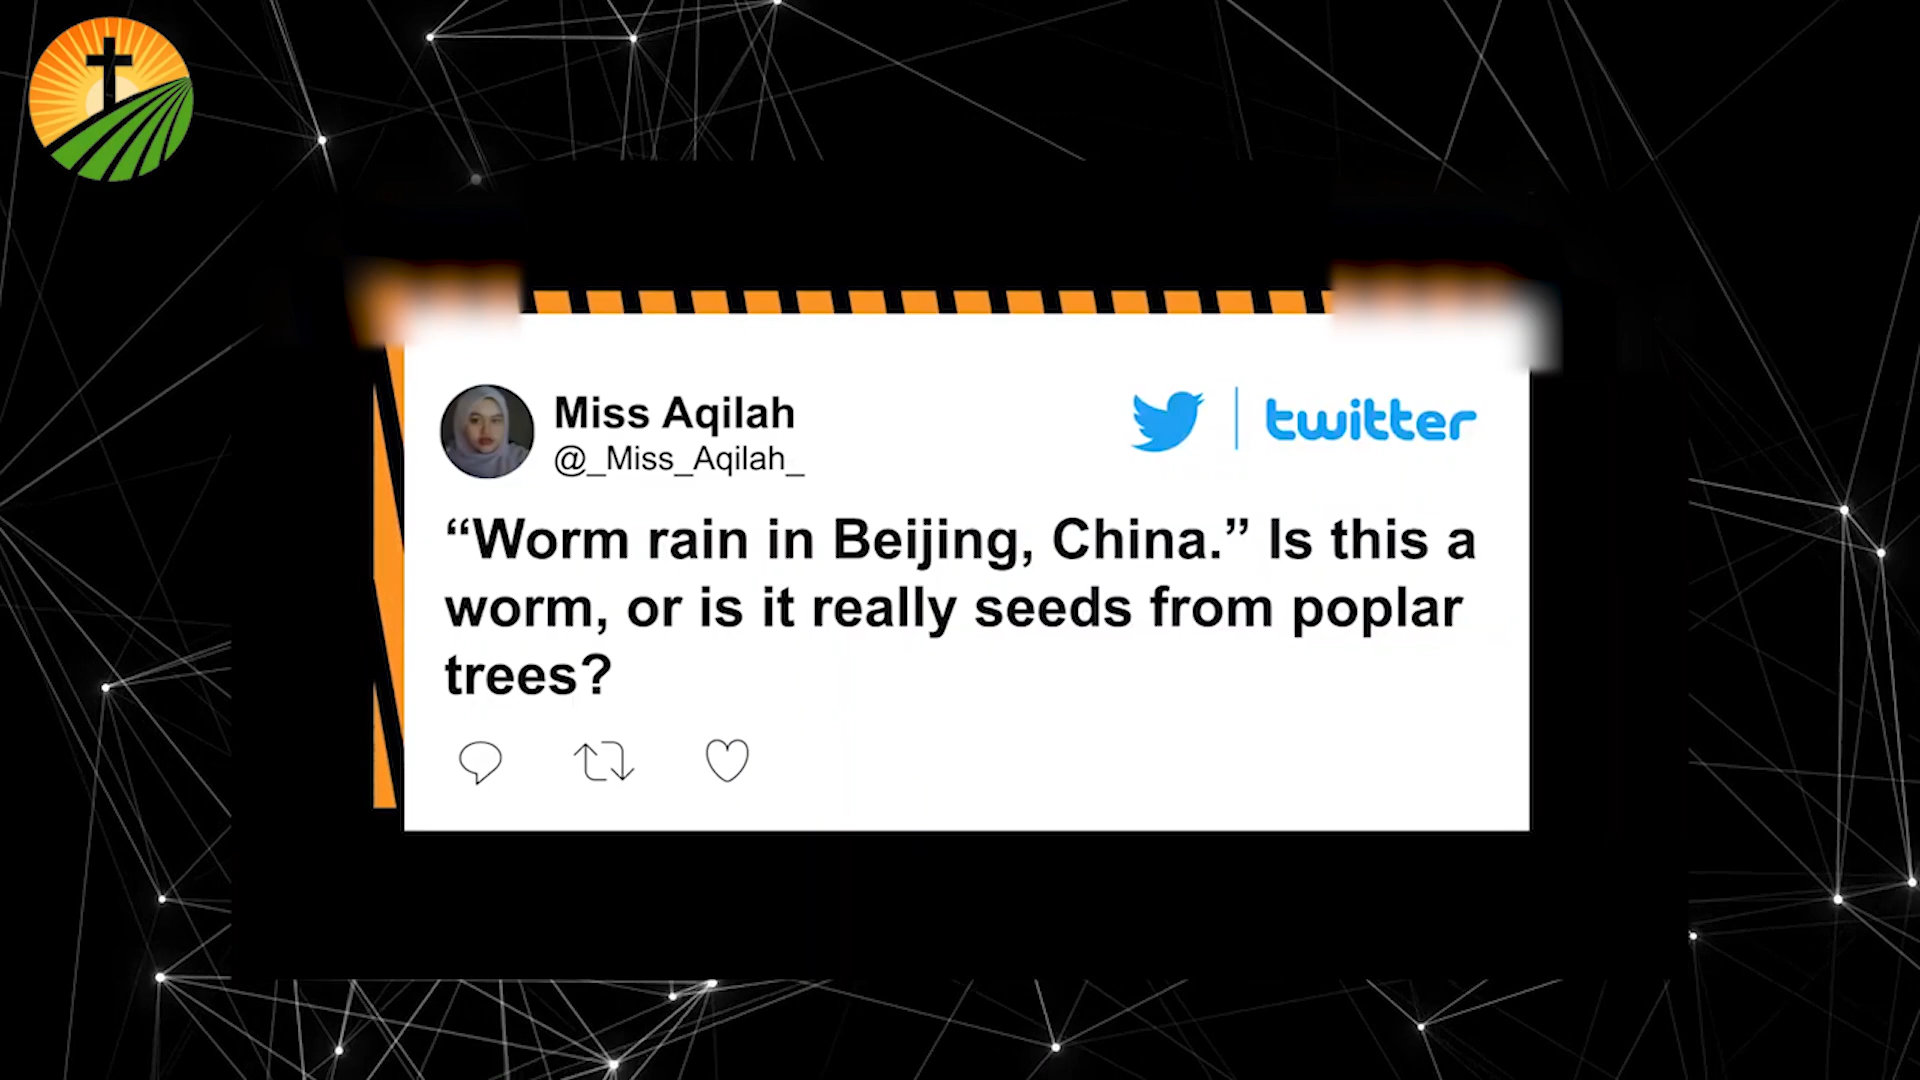 Miss Aqilah
@_Miss_Aqilah_
twitter
“Worm rain in Beijing, China.” Is this a
worm, or is it really seeds from poplar
trees?